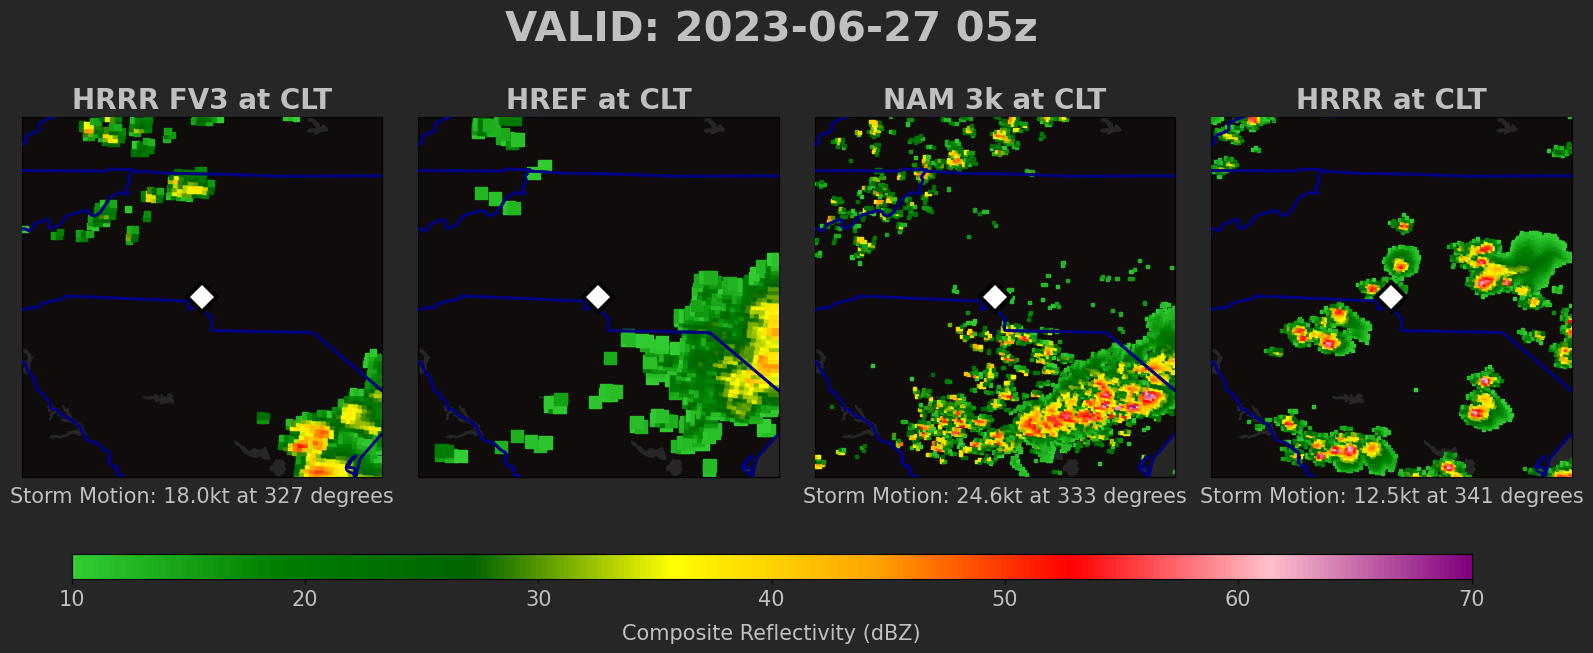 VALID: 2023-06-27 05z
HRRR FV3 at CLT
HREF at CLT
NAM 3k at CLT
HRRR at CLT
Storm Motion: 18.0kt at 327 degrees
Storm Motion: 24.6kt at 333 degrees
Storm Motion: 12.5kt at 341 degrees
10 20 30 40 50 60 70
Composite Reflectivity (dBZ)